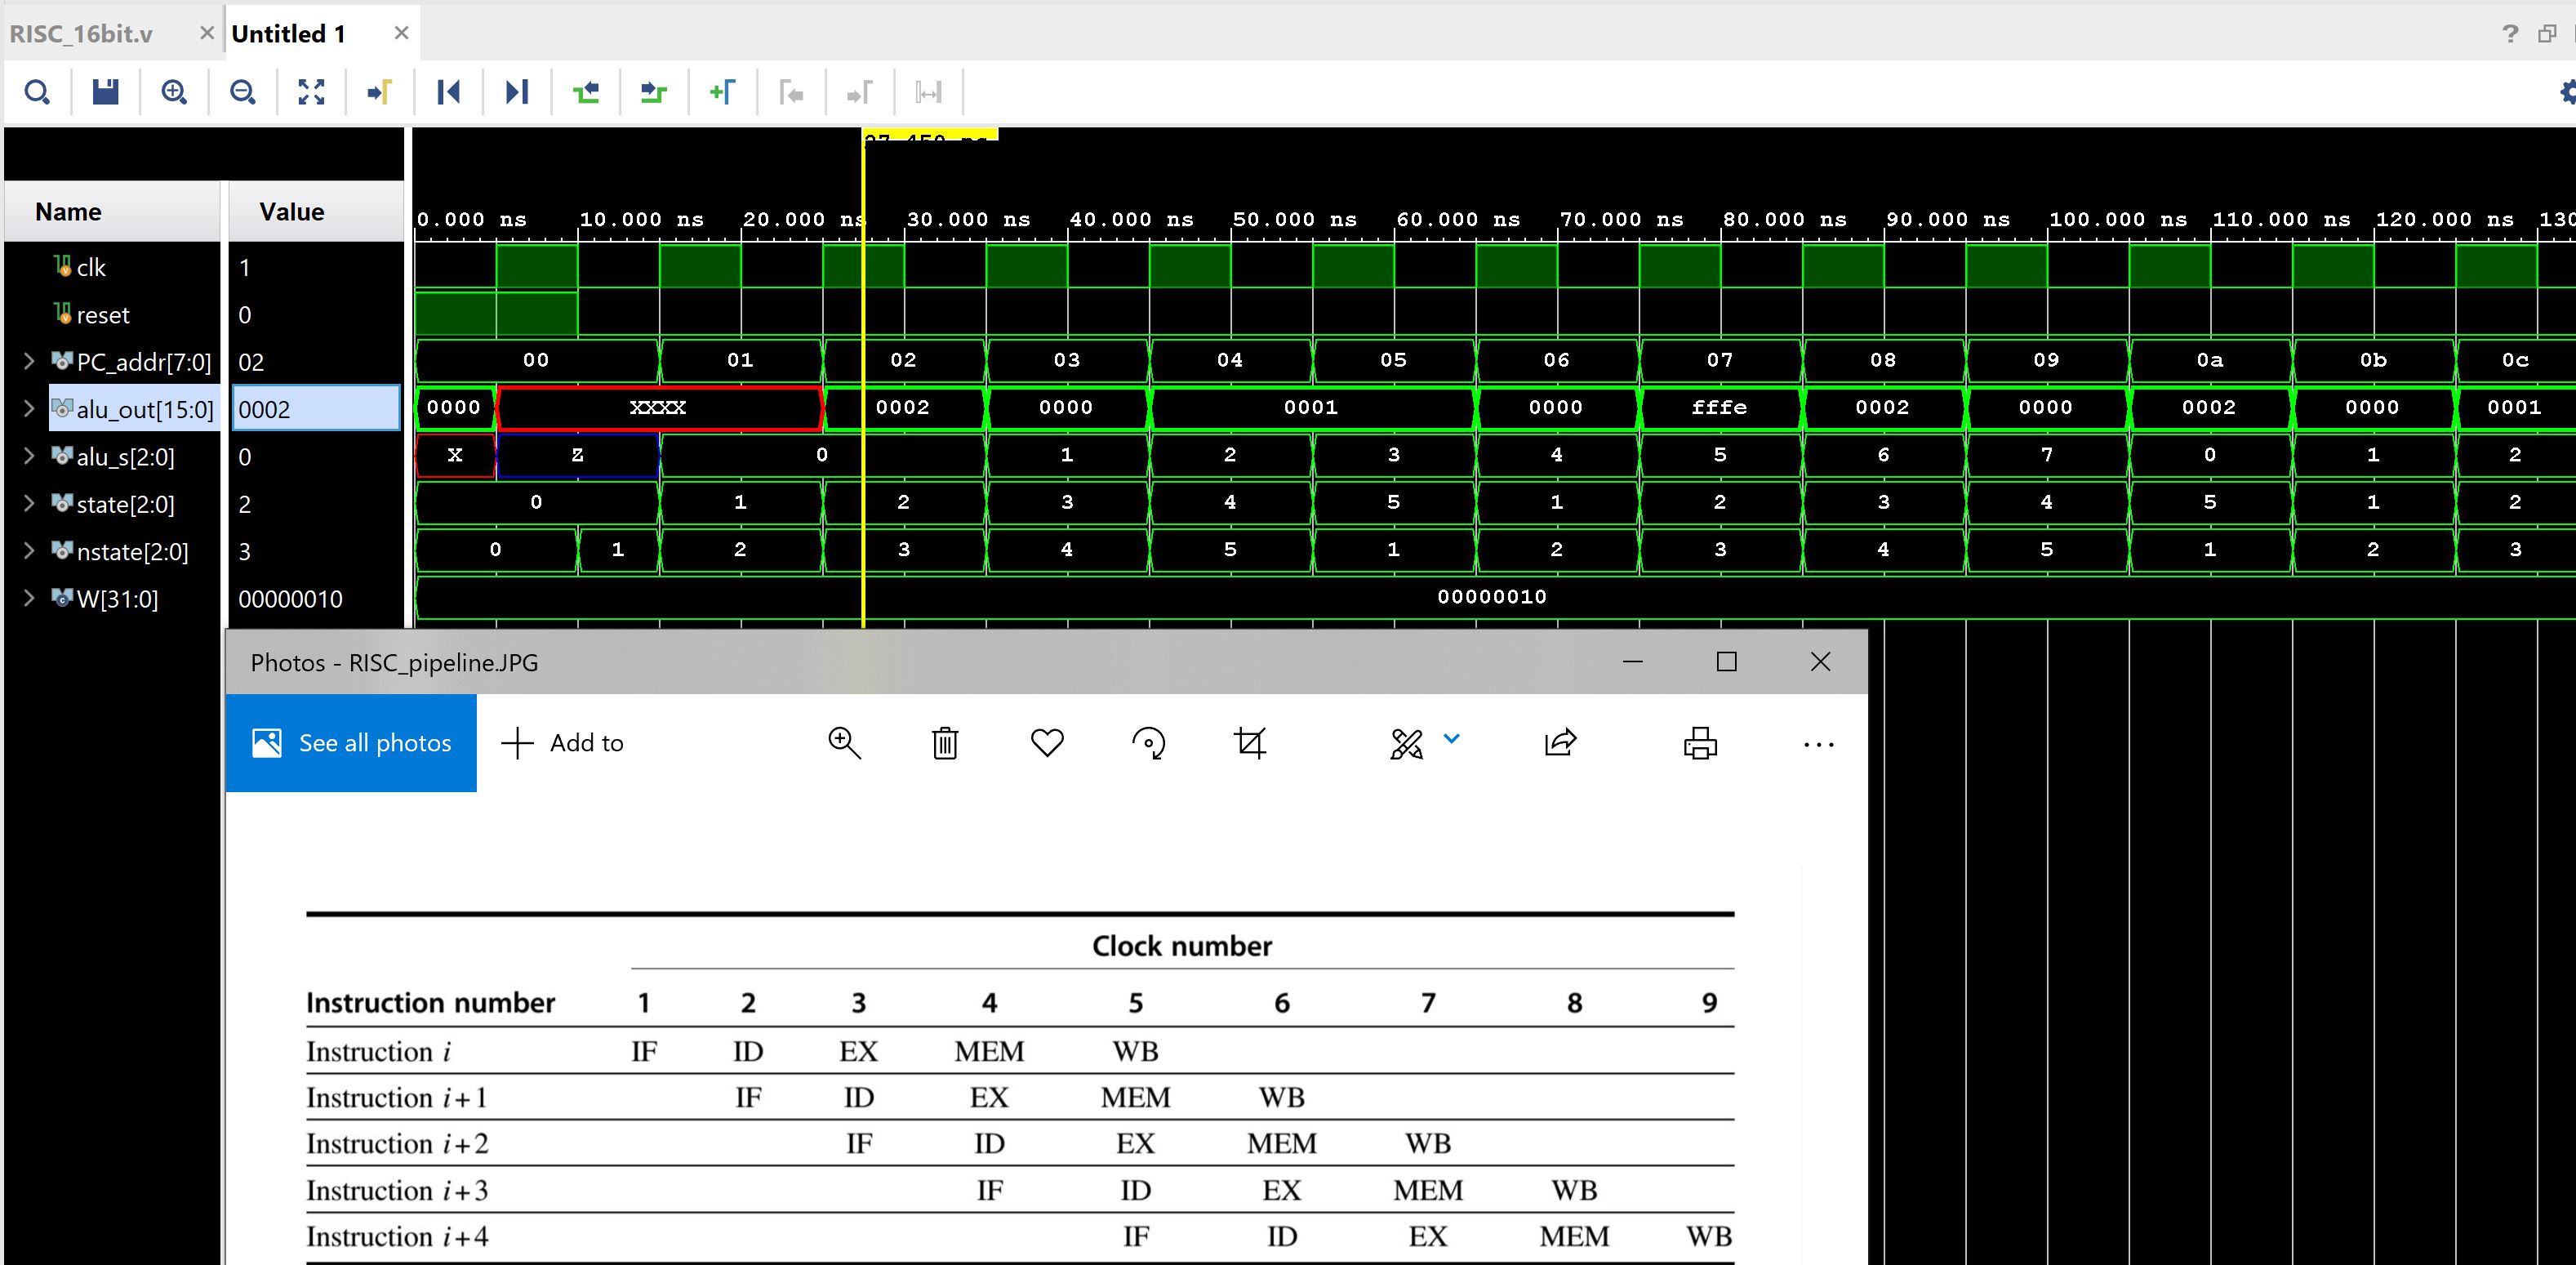 RISC_16bit.v × Untitled 1 ×
?
Name Value
0.000 ns 10.000 ns 20.000 ns 30.000 ns 40.000 ns 50.000 ns 60.000 ns 70.000 ns 80.000 ns 90.000 ns 100.000 ns 110.000 ns 120.000 ns 130
clk 1
reset 0
PC_addr[7:0] 02 00 01 02 03 04 05 06 07 08 09 0a 0b 0c
alu_out[15:0] 0002 0000 XXXX 0002 0000 0001 0000 fffe 0002 0000 0002 0000 0001
alu_s[2:0] 0 X Z 0 1 2 3 4 5 6 7 0 1 2
state[2:0] 2 0 1 2 3 4 5 1 2 3 4 5 1 2
nstate[2:0] 3 0 1 2 3 4 5 1 2 3 4 5 1 2 3
W[31:0] 00000010 00000010
Photos - RISC_pipeline.JPG
See all photos Add to
Clock number
Instruction number 1 2 3 4 5 6 7 8 9
Instruction i IF ID EX MEM WB
Instruction i+1 IF ID EX MEM WB
Instruction i+2 IF ID EX MEM WB
Instruction i+3 IF ID EX MEM WB
Instruction i+4 IF ID EX MEM WB